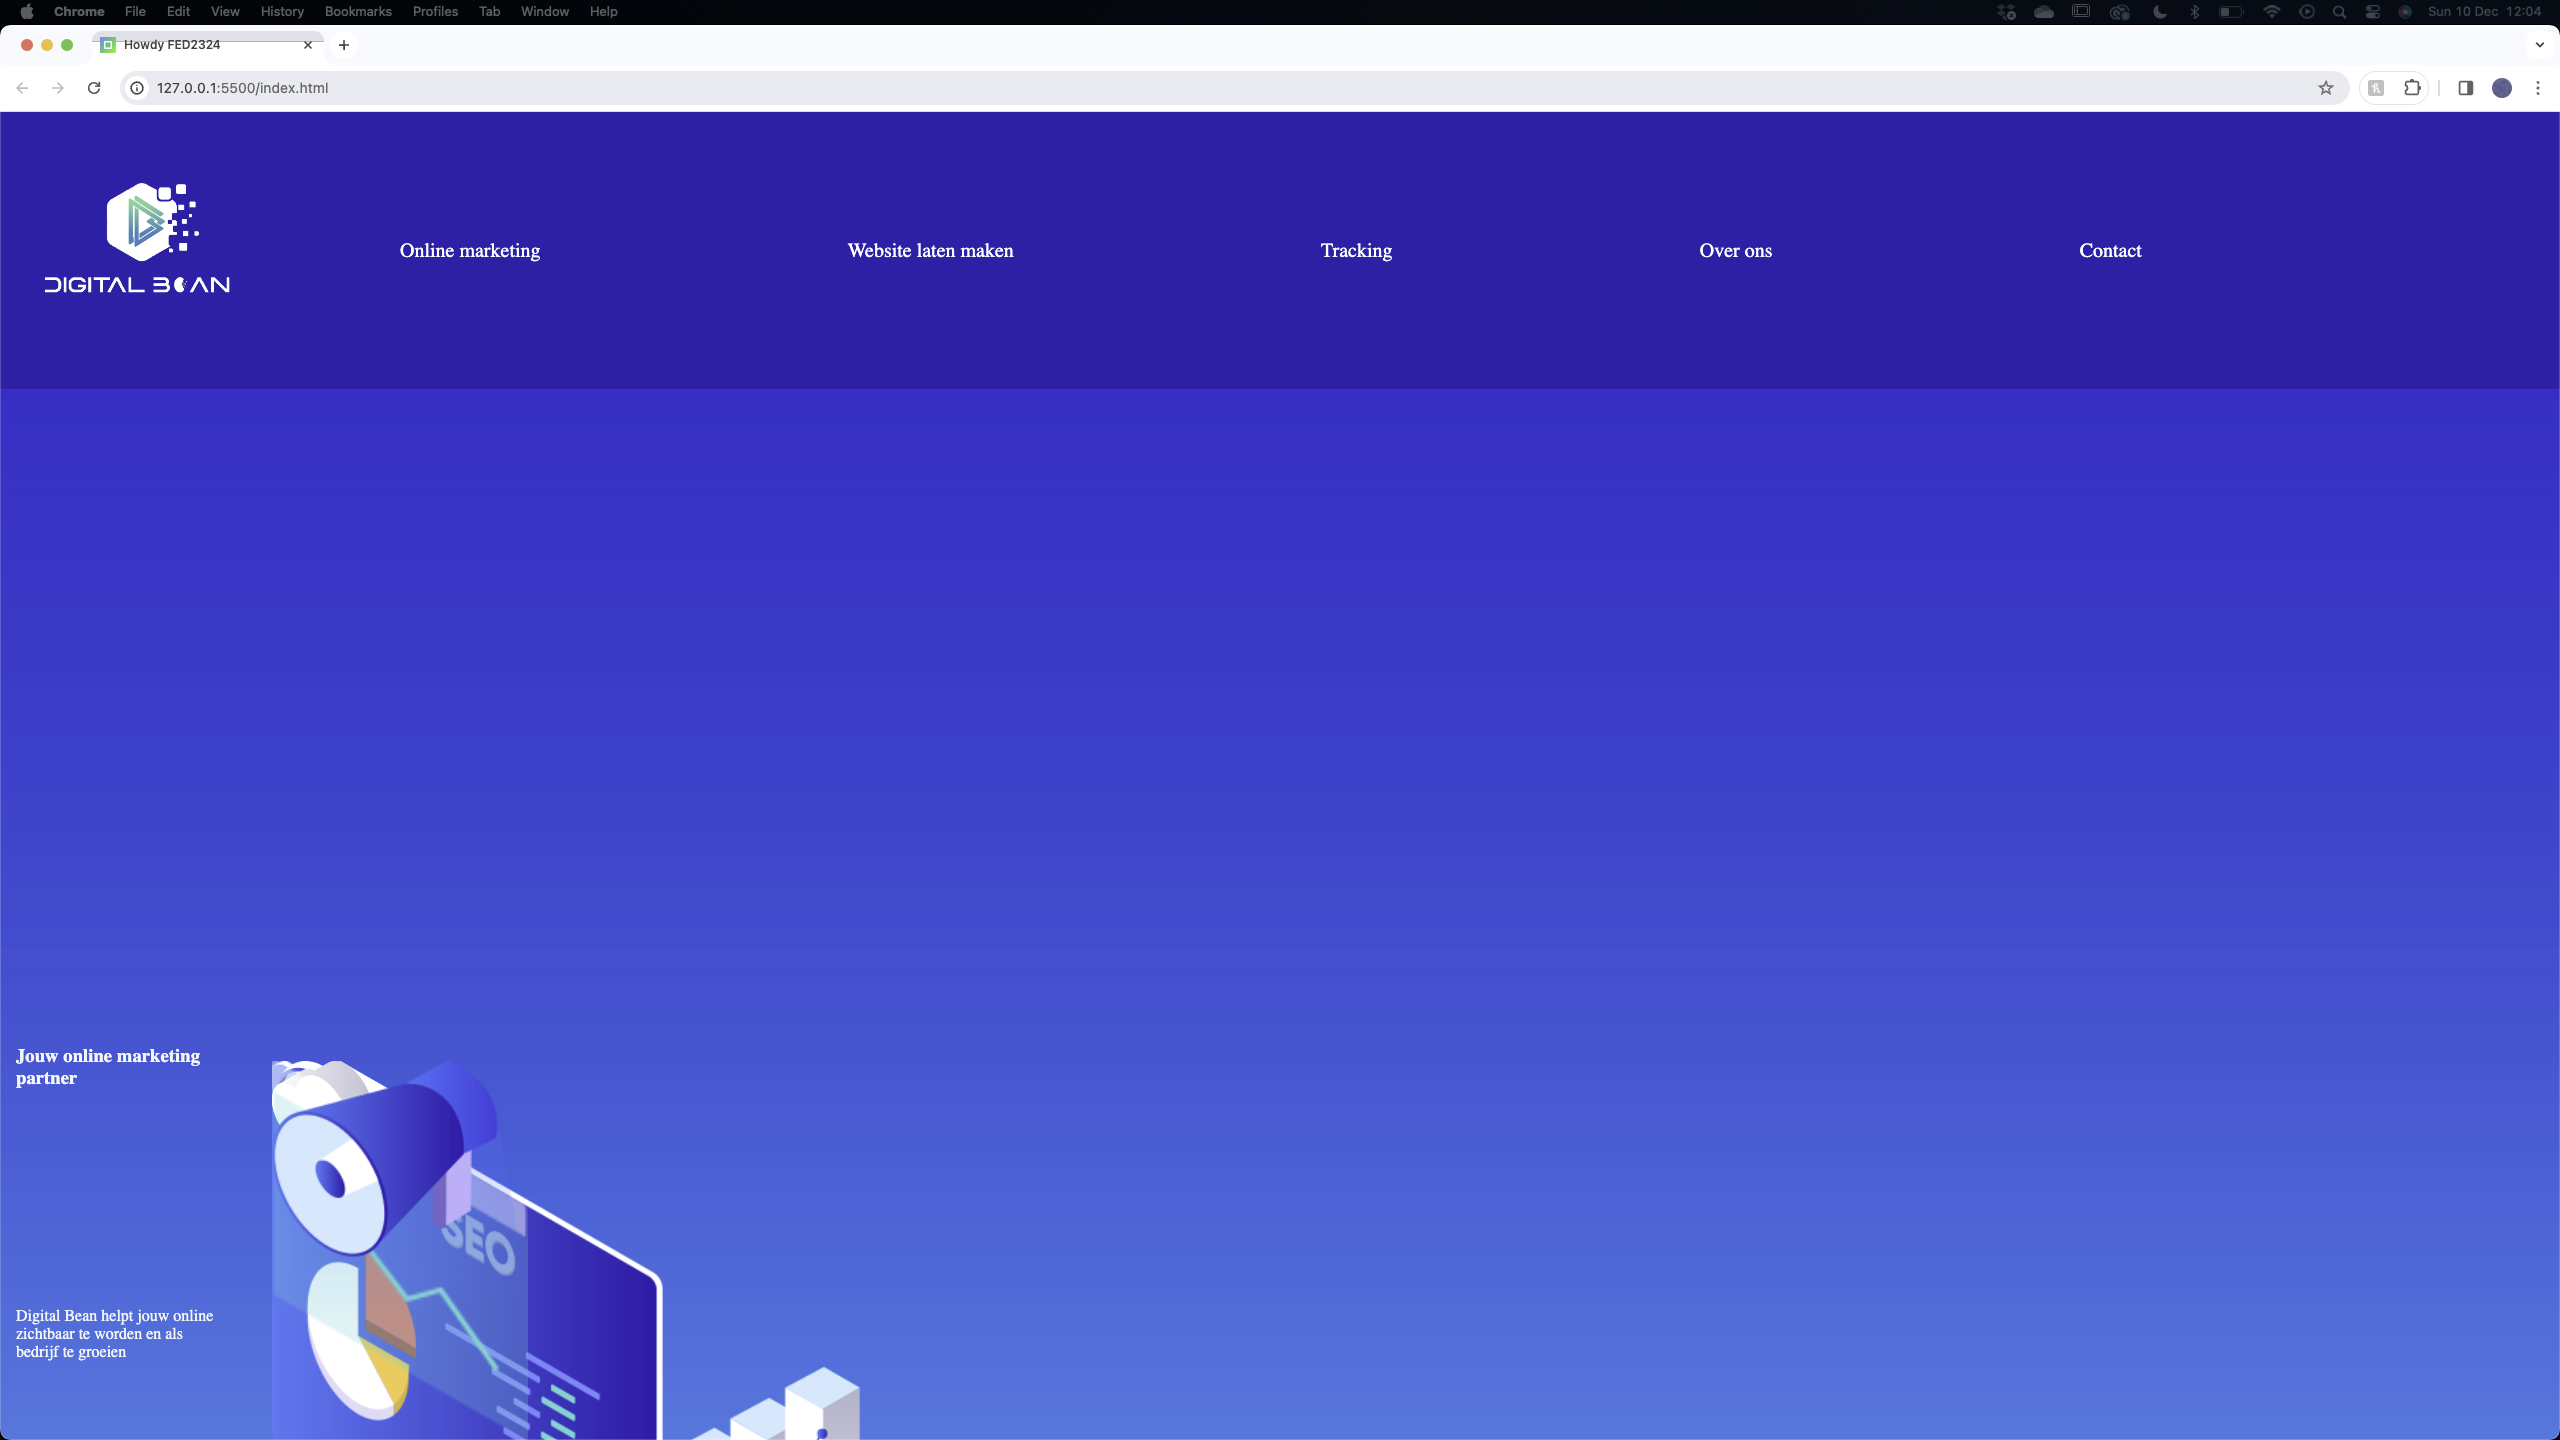 Chrome File Edit View History Bookmarks Profiles Tab Window Help Sun 10 Dec 12:04
Howdy FED2324
127.0.0.1:5500/index.html
DIGITAL BEAN
Online marketing Website laten maken Tracking Over ons Contact
Jouw online marketing
partner
SEO
Digital Bean helpt jouw online
zichtbaar te worden en als
bedrijf te groeien